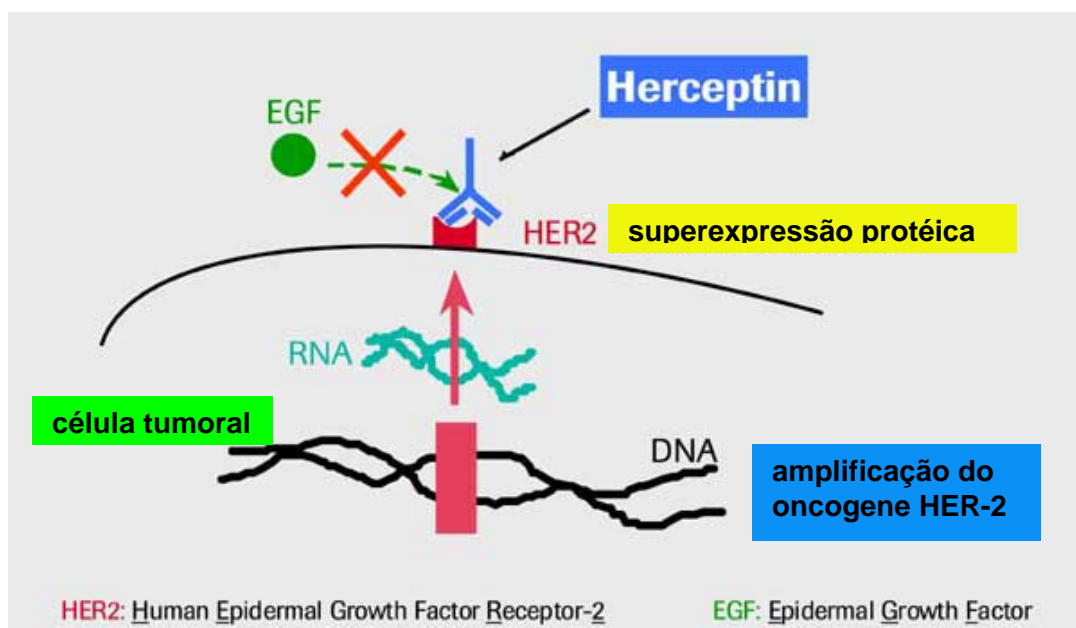 Herceptin
EGF
HER2
superexpressão protéica
RNA
célula tumoral
DNA
amplificação do
oncogene HER-2
HER2: Human Epidermal Growth Factor Receptor-2
EGF: Epidermal Growth Factor